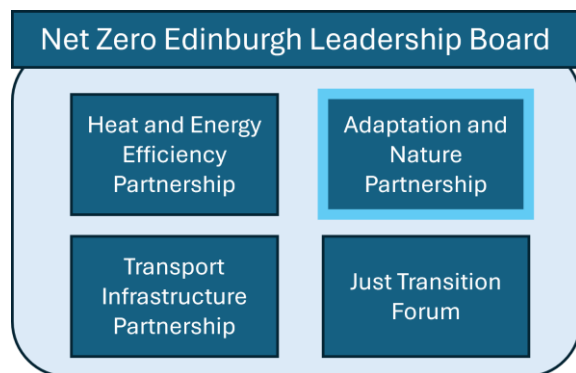 Net Zero Edinburgh Leadership Board
Heat and Energy
Efficiency
Partnership
Adaptation and
Nature
Partnership
Transport
Infrastructure
Partnership
Just Transition
Forum